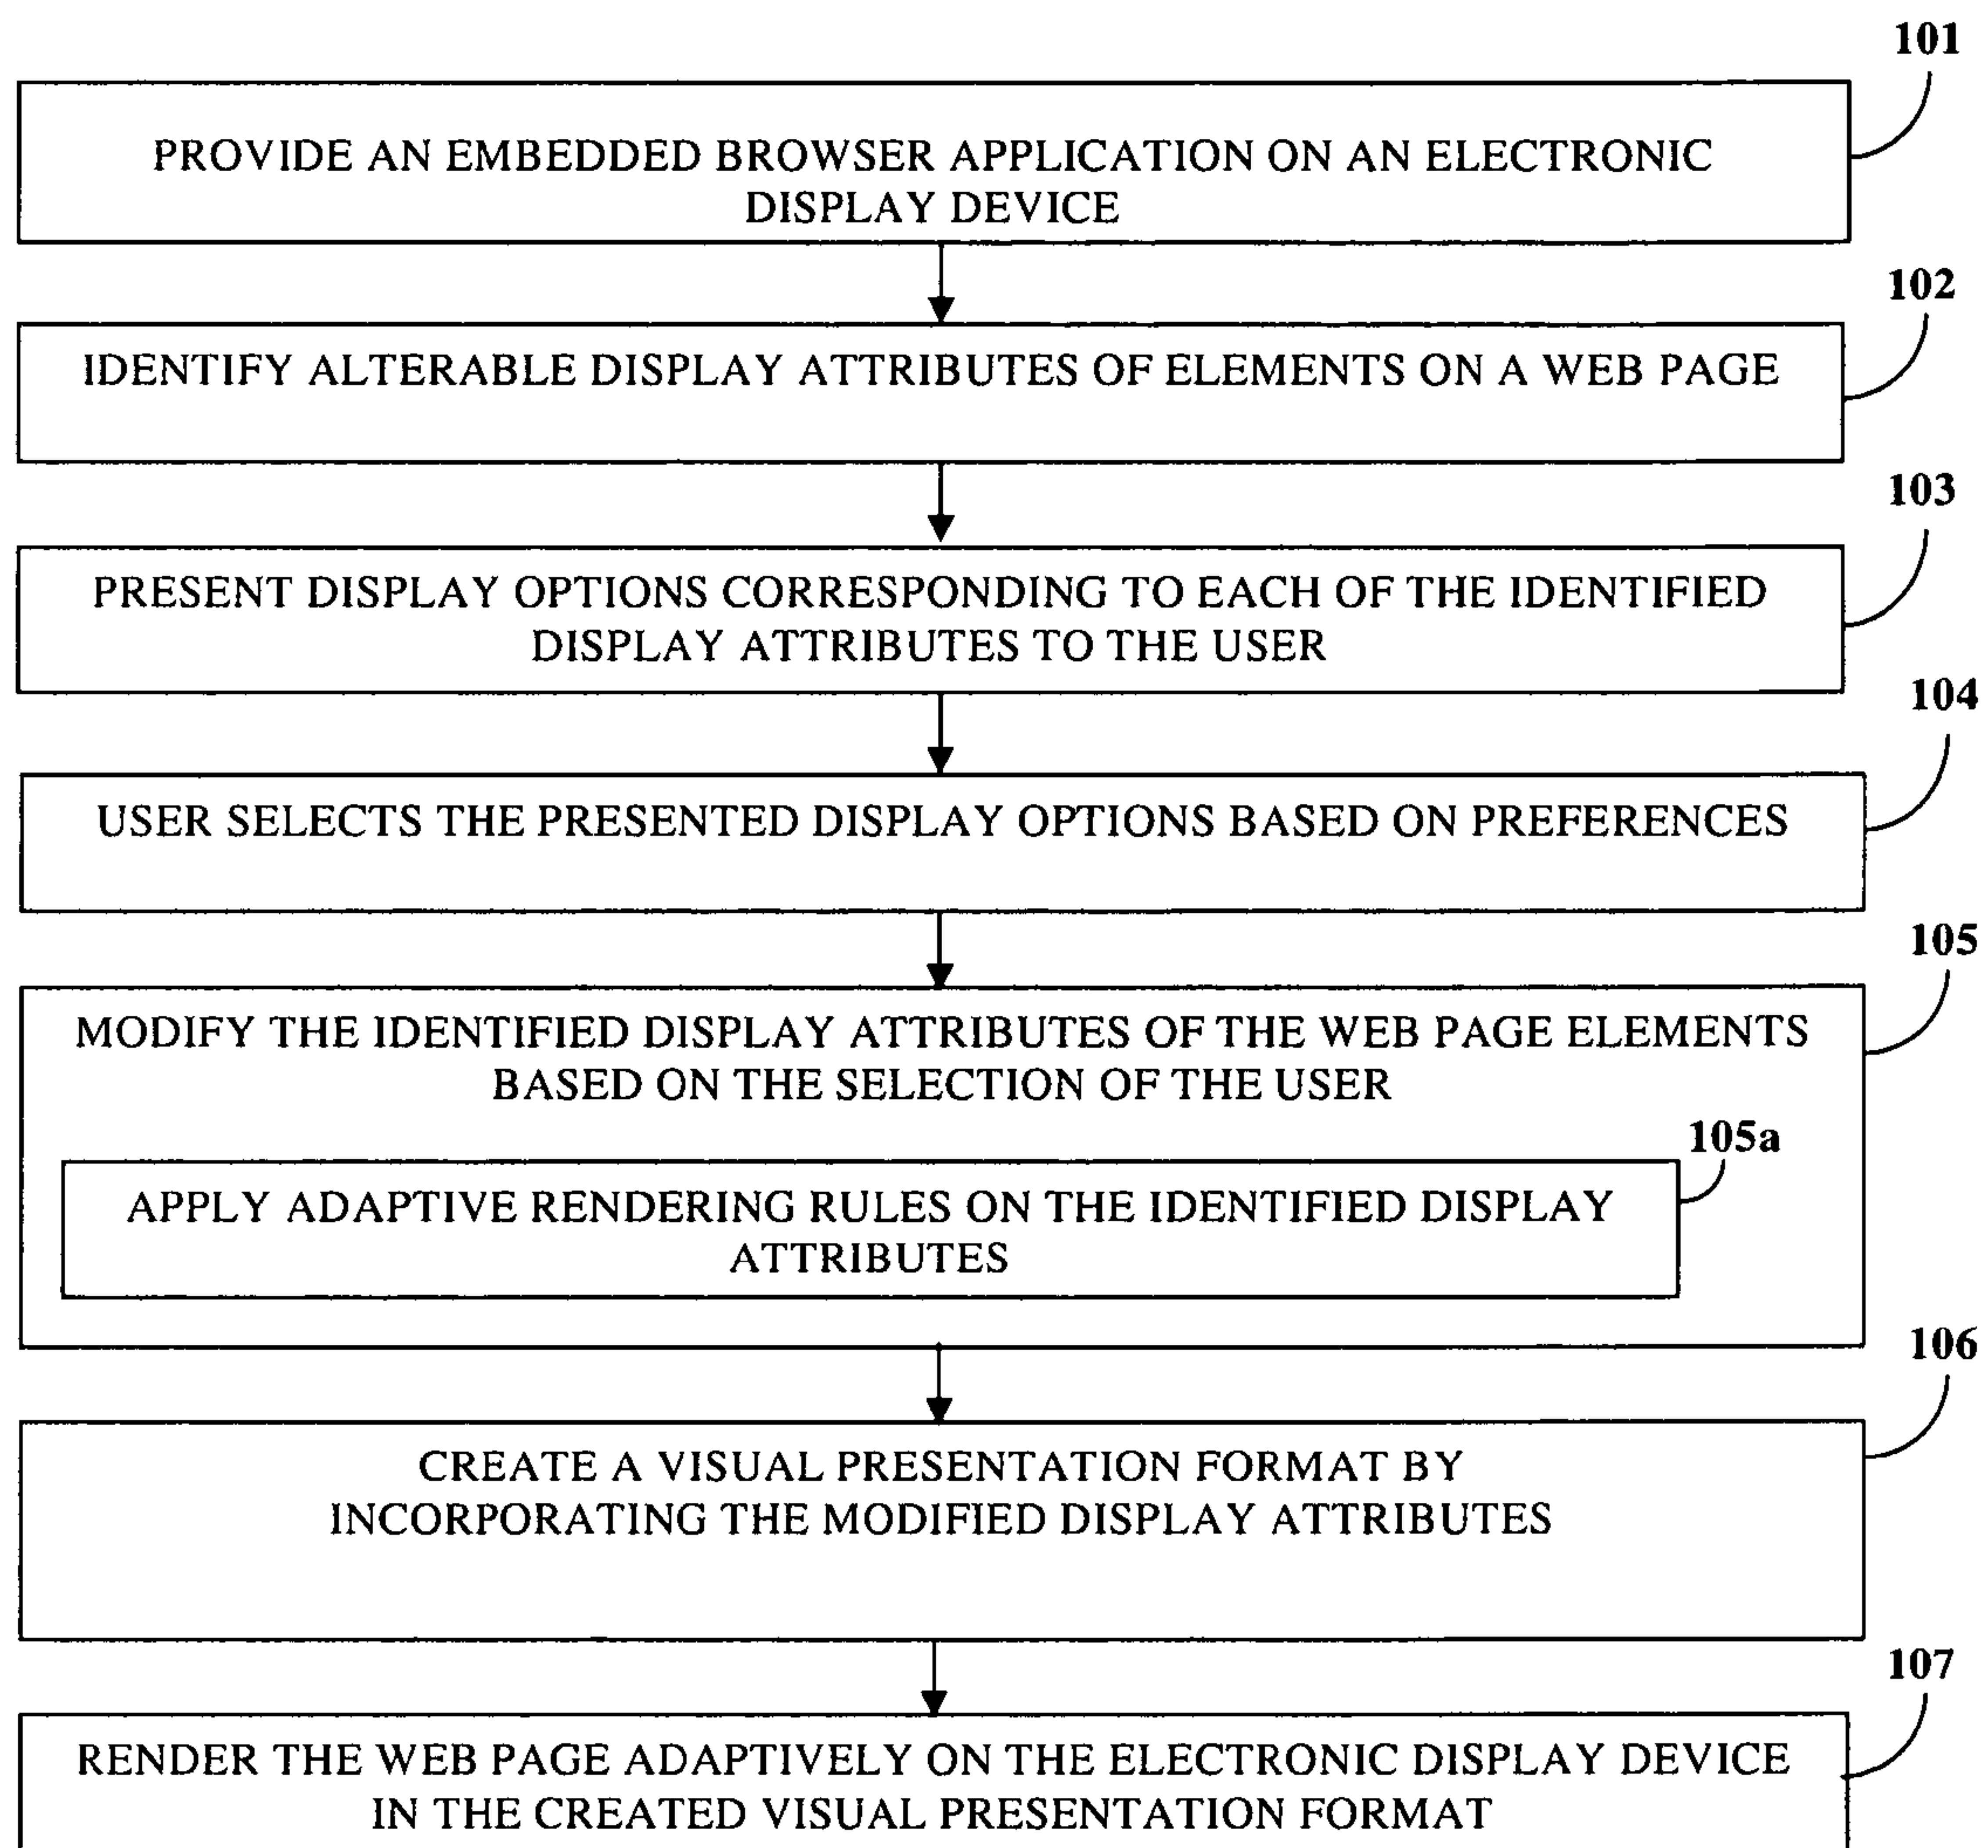 101
PROVIDE AN EMBEDDED BROWSER APPLICATION ON AN ELECTRONIC
DISPLAY DEVICE
102
IDENTIFY ALTERABLE DISPLAY ATTRIBUTES OF ELEMENTS ON A WEB PAGE
103
PRESENT DISPLAY OPTIONS CORRESPONDING TO EACH OF THE IDENTIFIED
DISPLAY ATTRIBUTES TO THE USER
104
USER SELECTS THE PRESENTED DISPLAY OPTIONS BASED ON PREFERENCES
105
MODIFY THE IDENTIFIED DISPLAY ATTRIBUTES OF THE WEB PAGE ELEMENTS
BASED ON THE SELECTION OF THE USER
105a
APPLY ADAPTIVE RENDERING RULES ON THE IDENTIFIED DISPLAY
ATTRIBUTES
106
CREATE A VISUAL PRESENTATION FORMAT BY
INCORPORATING THE MODIFIED DISPLAY ATTRIBUTES
107
RENDER THE WEB PAGE ADAPTIVELY ON THE ELECTRONIC DISPLAY DEVICE
IN THE CREATED VISUAL PRESENTATION FORMAT